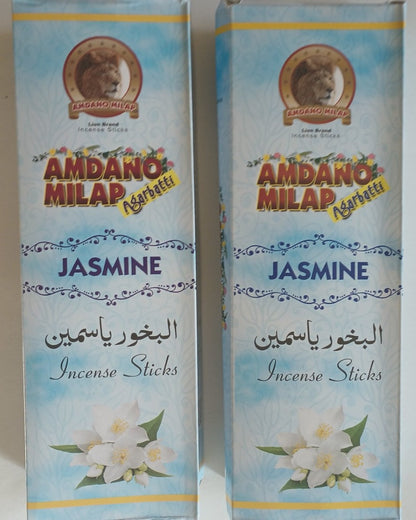 AMDANO MILAP
Lion Brand
Incense Sticks
AMDANO
MILAP
Agarbatti
JASMINE
البخور ياسمين
Incense Sticks
AMDANO MILAP
Lion Brand
Incense Sticks
AMDANO
MILAP
Agarbatti
JASMINE
البخور ياسمين
Incense Sticks